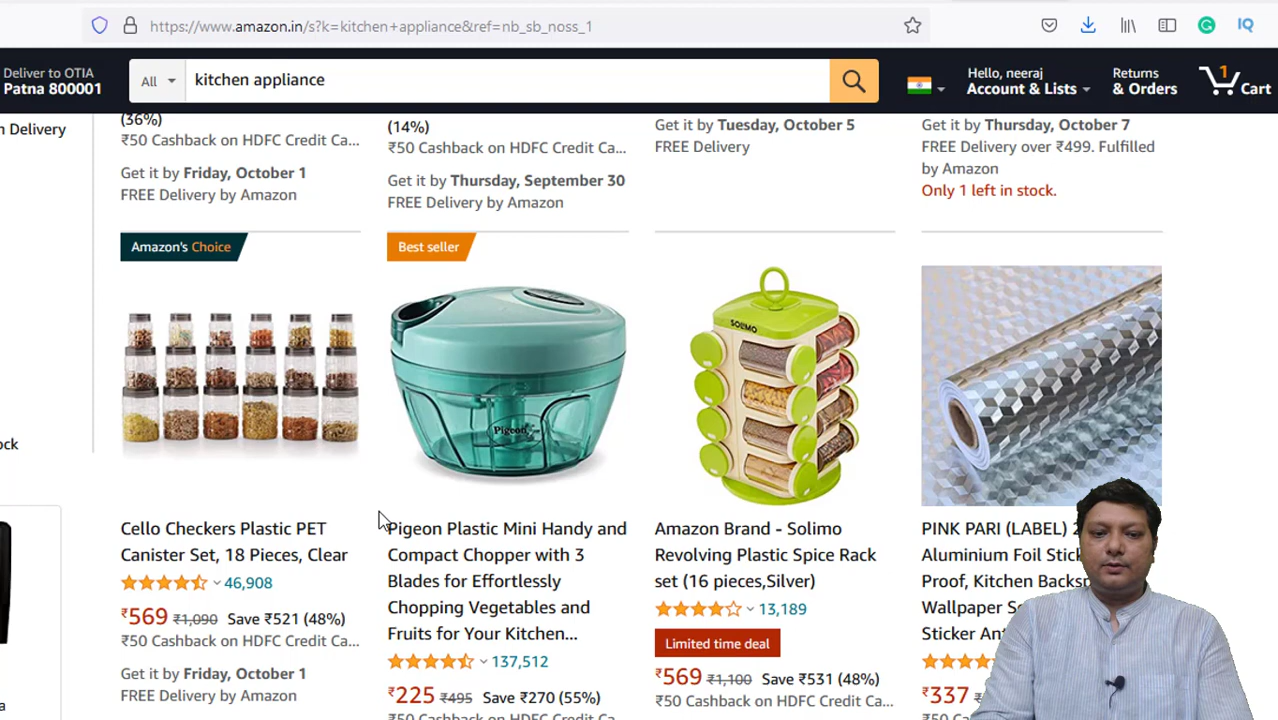 https://www.amazon.in/s?k=kitchen+appliance&ref=nb_sb_noss_1
Deliver to OTIA
Patna 800001
All
kitchen appliance
Hello, neeraj
Account & Lists
Returns
& Orders
1
Cart
n Delivery
ock
a
(36%)
₹50 Cashback on HDFC Credit Ca...
Get it by Friday, October 1
FREE Delivery by Amazon
(14%)
₹50 Cashback on HDFC Credit Ca...
Get it by Thursday, September 30
FREE Delivery by Amazon
Get it by Tuesday, October 5
FREE Delivery
Get it by Thursday, October 7
FREE Delivery over ₹499. Fulfilled
by Amazon
Only 1 left in stock.
Amazon's Choice
Cello Checkers Plastic PET
Canister Set, 18 Pieces, Clear
46,908
₹569 ₹1,090 Save ₹521 (48%)
₹50 Cashback on HDFC Credit Ca...
Get it by Friday, October 1
FREE Delivery by Amazon
Best seller
Pigeon
Pigeon Plastic Mini Handy and
Compact Chopper with 3
Blades for Effortlessly
Chopping Vegetables and
Fruits for Your Kitchen...
137,512
₹225 ₹495 Save ₹270 (55%)
₹50 Cashback on HDFC Credit Ca...
SOLIMO
Amazon Brand - Solimo
Revolving Plastic Spice Rack
set (16 pieces,Silver)
13,189
Limited time deal
₹569 ₹1,100 Save ₹531 (48%)
₹50 Cashback on HDFC Credit Ca...
PINK PARI (LABEL) 2
Aluminium Foil Stick
Proof, Kitchen Backsp
Wallpaper S
Sticker Ant
₹337